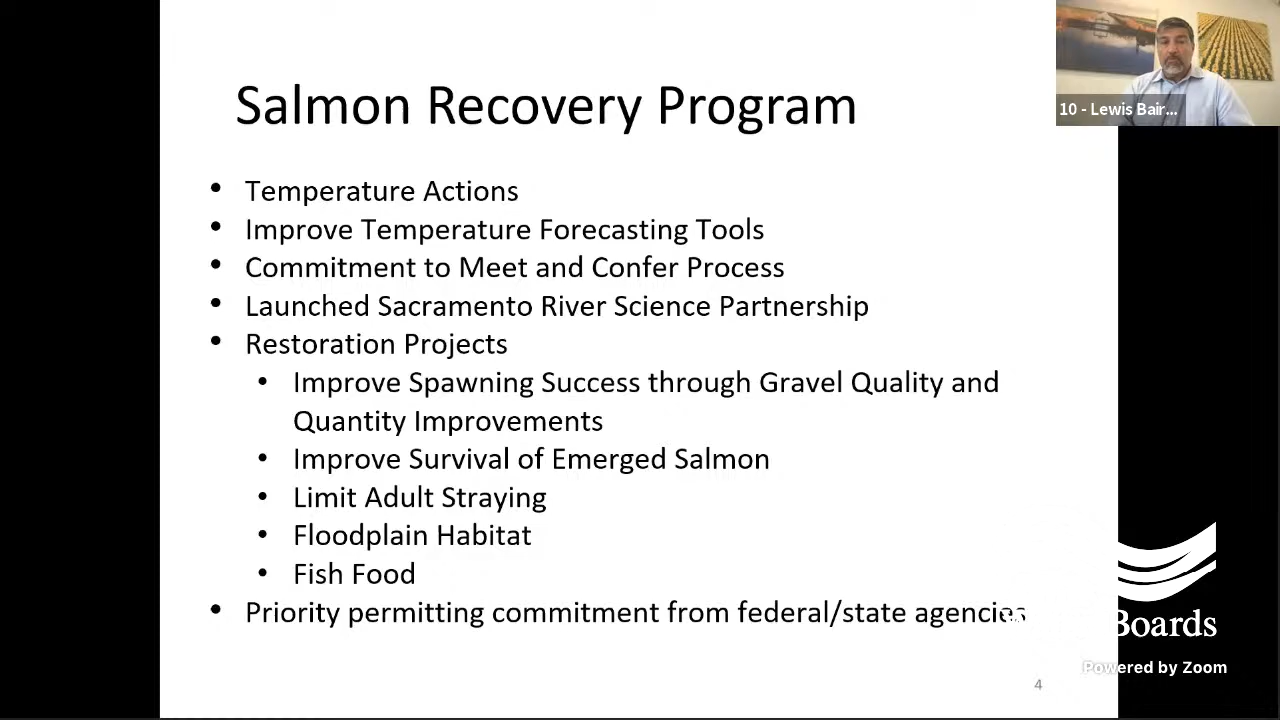 Salmon Recovery Program
10 - Lewis Bair...
• Temperature Actions
• Improve Temperature Forecasting Tools
• Commitment to Meet and Confer Process
• Launched Sacramento River Science Partnership
• Restoration Projects
• Improve Spawning Success through Gravel Quality and
Quantity Improvements
• Improve Survival of Emerged Salmon
• Limit Adult Straying
• Floodplain Habitat
• Fish Food
• Priority permitting commitment from federal/state agencies
Boards
Powered by Zoom
4